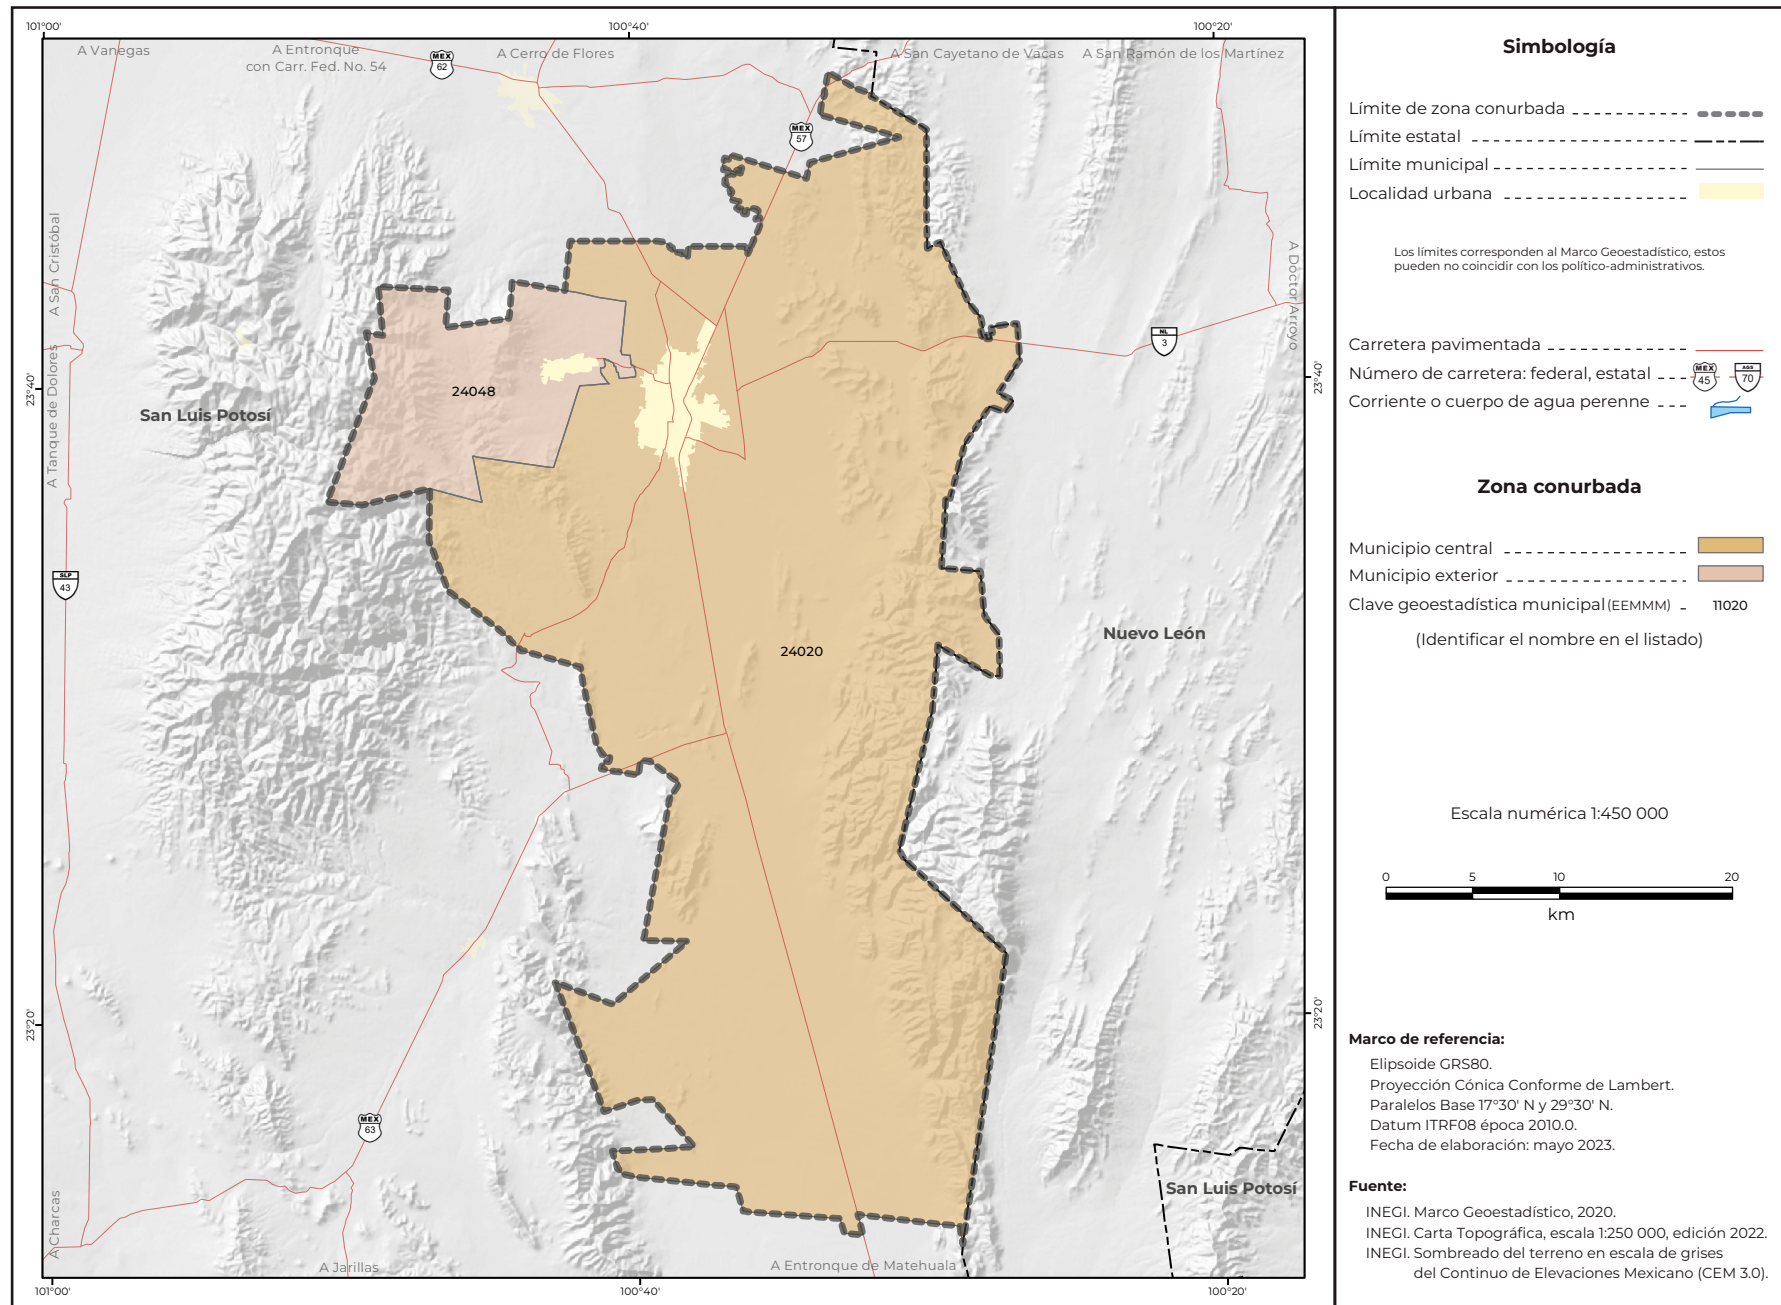 101°00'
100°40'
100°20'
A Vanegas
A Entronque
con Carr. Fed. No. 54
MEX
62
A Cerro de Flores
A San Cayetano de Vacas
A San Ramón de los Martínez
MEX
57
A San Cristóbal
A Tanque de Dolores
A Doctor Arroyo
NL
3
23°40'
23°40'
24048
San Luis Potosí
SLP
43
24020
Nuevo León
23°20'
23°20'
MEX
63
San Luis Potosí
A Charcas
A Jarillas
A Entronque de Matehuala
101°00'
100°40'
100°20'
Simbología
Límite de zona conurbada
Límite estatal
Límite municipal
Localidad urbana
Los límites corresponden al Marco Geoestadístico, estos
pueden no coincidir con los político-administrativos.
Carretera pavimentada
Número de carretera: federal, estatal
MEX
45
AGS
70
Corriente o cuerpo de agua perenne
Zona conurbada
Municipio central
Municipio exterior
Clave geoestadística municipal (EEMMM) 11020
(Identificar el nombre en el listado)
Escala numérica 1:450 000
0 5 10 20
km
Marco de referencia:
Elipsoide GRS80.
Proyección Cónica Conforme de Lambert.
Paralelos Base 17°30' N y 29°30' N.
Datum ITRF08 época 2010.0.
Fecha de elaboración: mayo 2023.
Fuente:
INEGI. Marco Geoestadístico, 2020.
INEGI. Carta Topográfica, escala 1:250 000, edición 2022.
INEGI. Sombreado del terreno en escala de grises
del Continuo de Elevaciones Mexicano (CEM 3.0).